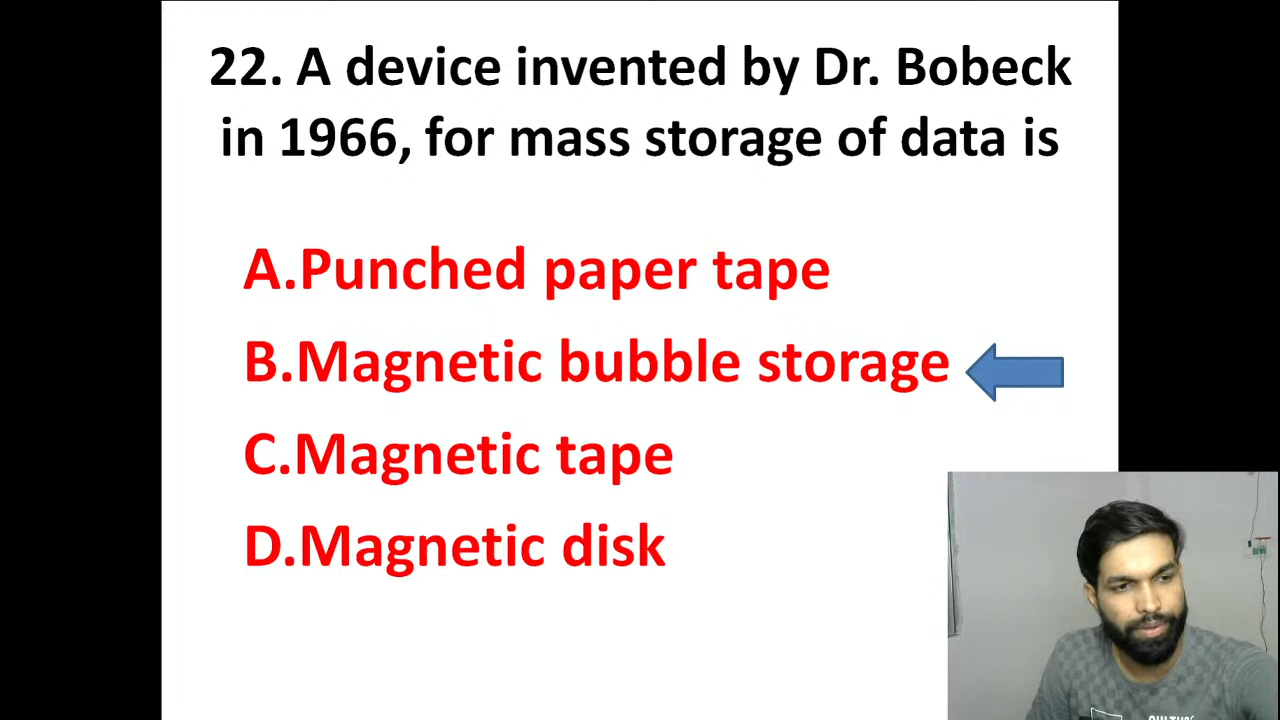 22. A device invented by Dr. Bobeck
in 1966, for mass storage of data is
A.Punched paper tape
B.Magnetic bubble storage
C.Magnetic tape
D.Magnetic disk